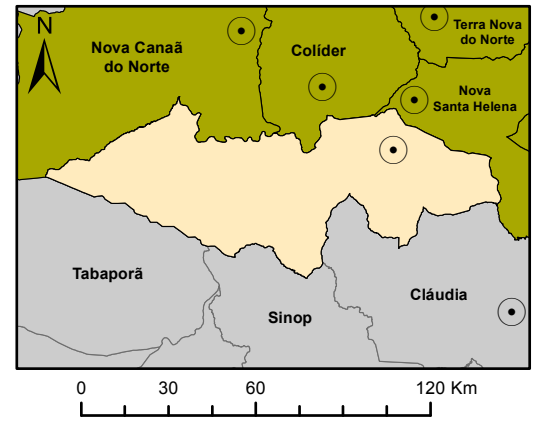 N
Nova Canaã
do Norte
Colíder
Terra Nova
do Norte
Nova
Santa Helena
Tabaporã
Sinop
Cláudia
0 30 60 120 Km